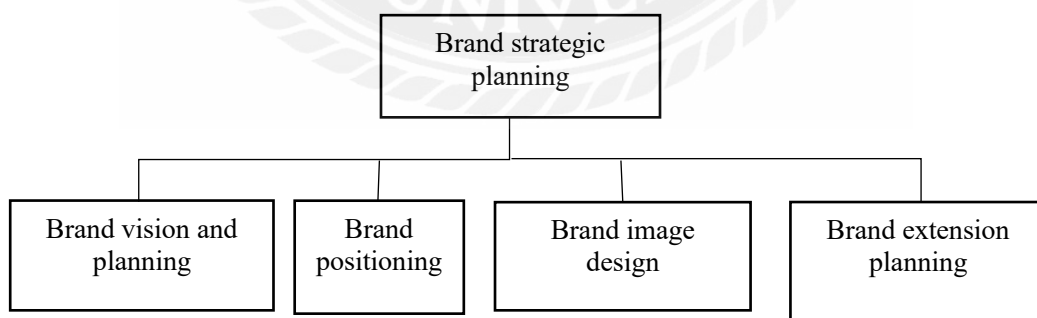 Brand strategic
planning
Brand vision and
planning
Brand
positioning
Brand image
design
Brand extension
planning